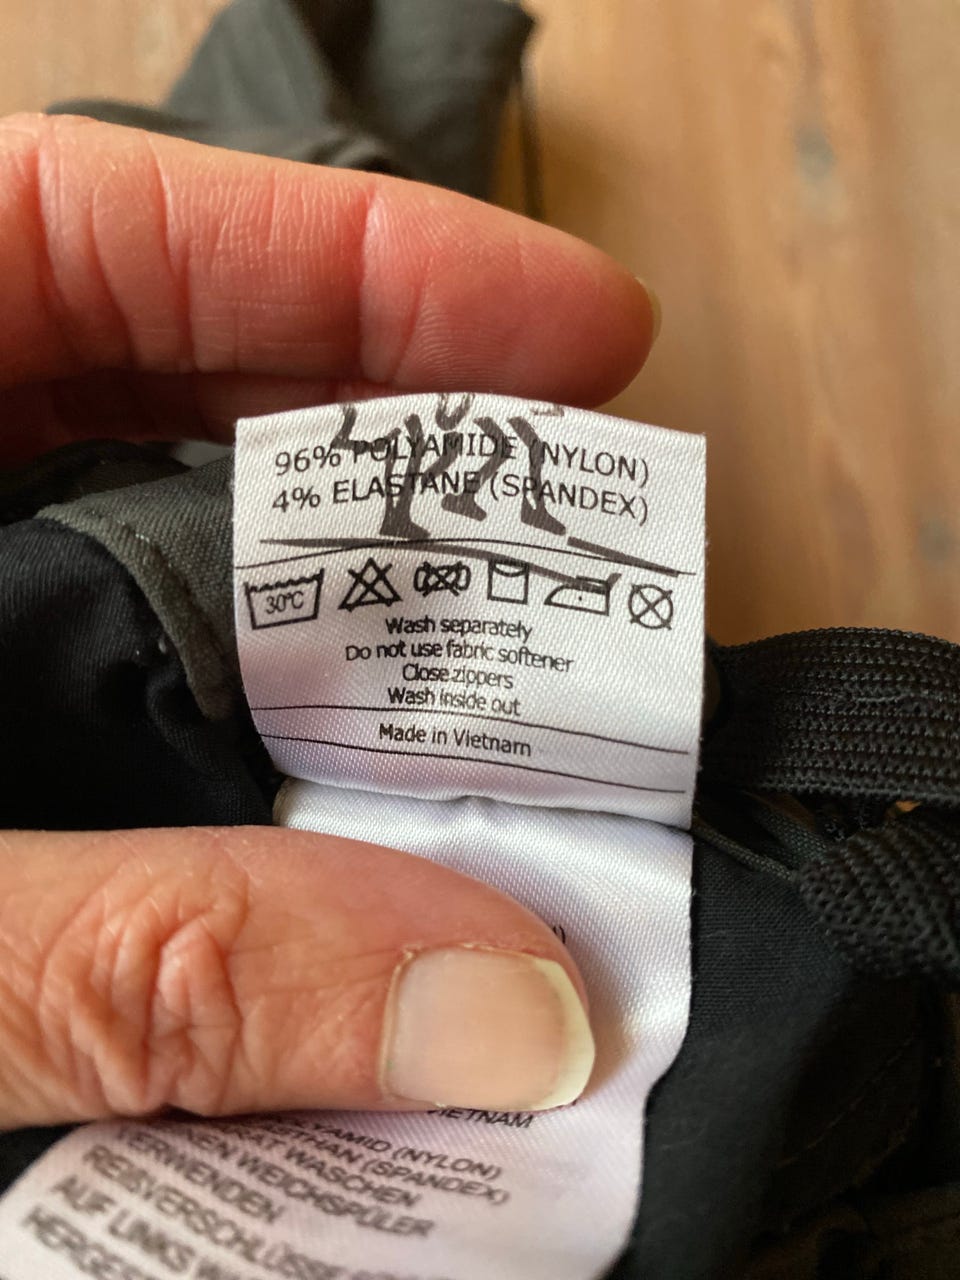 96% POLYAMIDE (NYLON)
4% ELASTANE (SPANDEX)
30°C
Wash separately
Do not use fabric softener
Close zippers
Wash inside out
Made in Vietnam
VIETNAM
POLYAMID (NYLON)
(SPANDEX)
WASCHEN
WEICHSPÜLER
VERWENDEN
REIßVERSCHLÜSSE
AUF LINKS